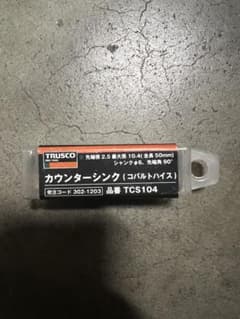 TRUSCO
先端径 2.5 最大径 10.4(全長 50mm)
シャンクφ6、先端角 90°
カウンターシンク(コバルトハイス)
発注コード 302-1203 品番 TCS104